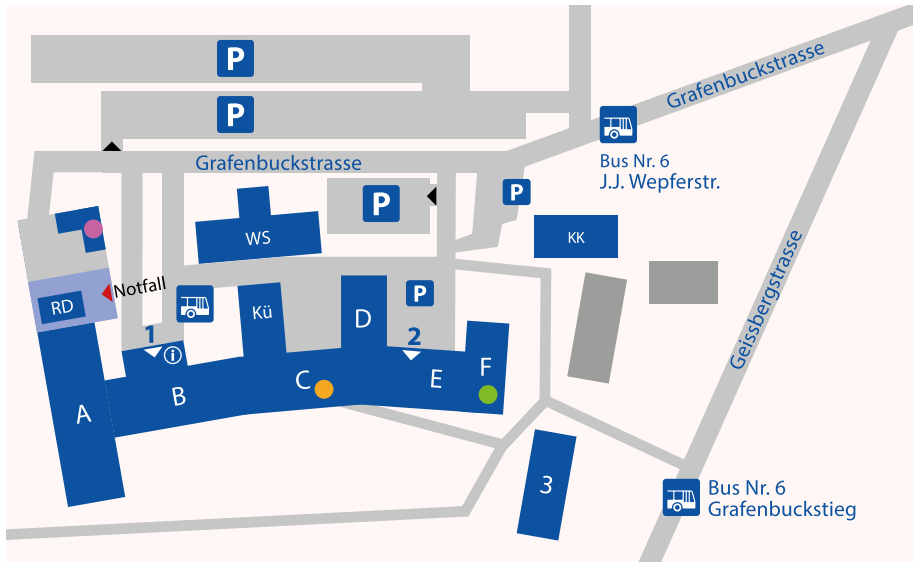 P
P
Grafenbuckstrasse
Grafenbuckstrasse
Bus Nr. 6
J.J. Wepferstr.
P
P
WS
KK
Notfall
RD
Kü
D
P
1
i
2
A
B
C
E
F
3
Geissbergstrasse
Bus Nr. 6
Grafenbuckstieg